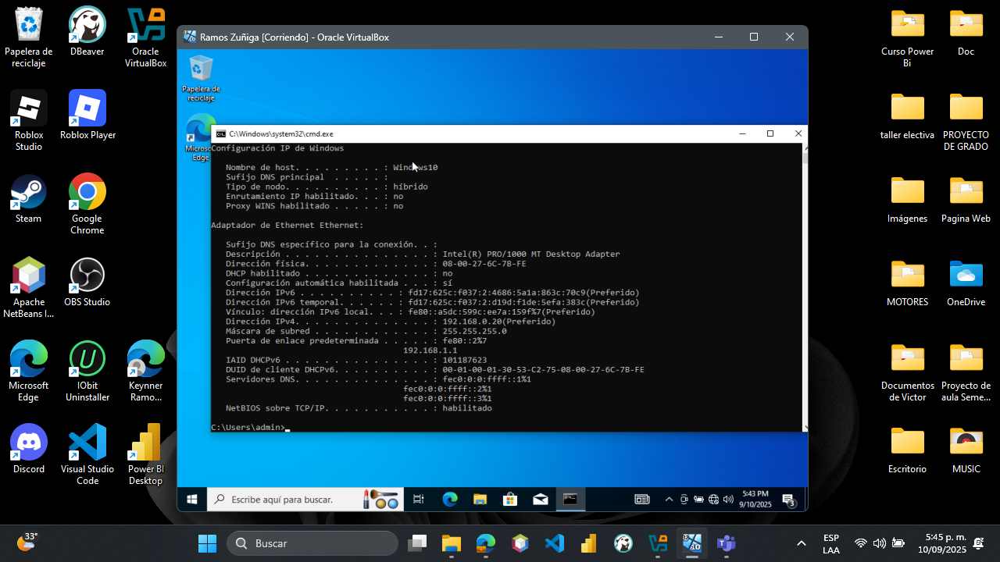 Papelera de
reciclaje
DBeaver
Oracle
VirtualBox
Roblox
Studio
Roblox Player
Steam
Google
Chrome
Apache
NetBeans I...
OBS Studio
Microsoft
Edge
IObit
Uninstaller
Keynner
Ramo...
Discord
Visual Studio
Code
Power BI
Desktop
Ramos Zuñiga [Corriendo] - Oracle VirtualBox
Papelera de
reciclaje
Edge
C:\Windows\system32\cmd.exe
Configuración IP de Windows
Nombre de host. . . . . . . . . : Windows10
Sufijo DNS principal  . . . . . :
Tipo de nodo. . . . . . . . . . : híbrido
Enrutamiento IP habilitado. . . : no
Proxy WINS habilitado . . . . . : no
Adaptador de Ethernet Ethernet:
Sufijo DNS específico para la conexión. . :
Descripción . . . . . . . . . . . . . . . : Intel(R) PRO/1000 MT Desktop Adapter
Dirección física. . . . . . . . . . . . . : 08-00-27-6C-7B-FE
DHCP habilitado . . . . . . . . . . . . . : no
Configuración automática habilitada . . . : sí
Dirección IPv6 . . . . . . . . . . : fd17:625c:f037:2:4686:5a1a:863c:70c9(Preferido)
Dirección IPv6 temporal. . . . . . : fd17:625c:f037:2:d19d:f1de:5efa:383c(Preferido)
Vínculo: dirección IPv6 local. . . : fe80::a5dc:599c:ee7a:159f%7(Preferido)
Dirección IPv4. . . . . . . . . . . . . . : 192.168.0.20(Preferido)
Máscara de subred . . . . . . . . . . . . : 255.255.255.0
Puerta de enlace predeterminada . . . . . : fe80::2%7
192.168.1.1
IAID DHCPv6 . . . . . . . . . . . . . . . : 101187623
DUID de cliente DHCPv6. . . . . . . . . . : 00-01-00-01-30-53-C2-75-08-00-27-6C-7B-FE
Servidores DNS. . . . . . . . . . . . . . : fec0:0:0:ffff::1%1
fec0:0:0:ffff::2%1
fec0:0:0:ffff::3%1
NetBIOS sobre TCP/IP. . . . . . . . . . . : habilitado
C:\Users\admin>
Escribe aquí para buscar.
5:43 PM
9/10/2025
3
Curso Power
Bi
Doc
taller electiva
PROYECTO
DE GRADO
Imágenes
Pagina Web
MOTORES
OneDrive
Documentos
de Victor
Proyecto de
aula Seme...
Escritorio
MUSIC
33°
Buscar
ESP
LAA
5:45 p. m.
10/09/2025